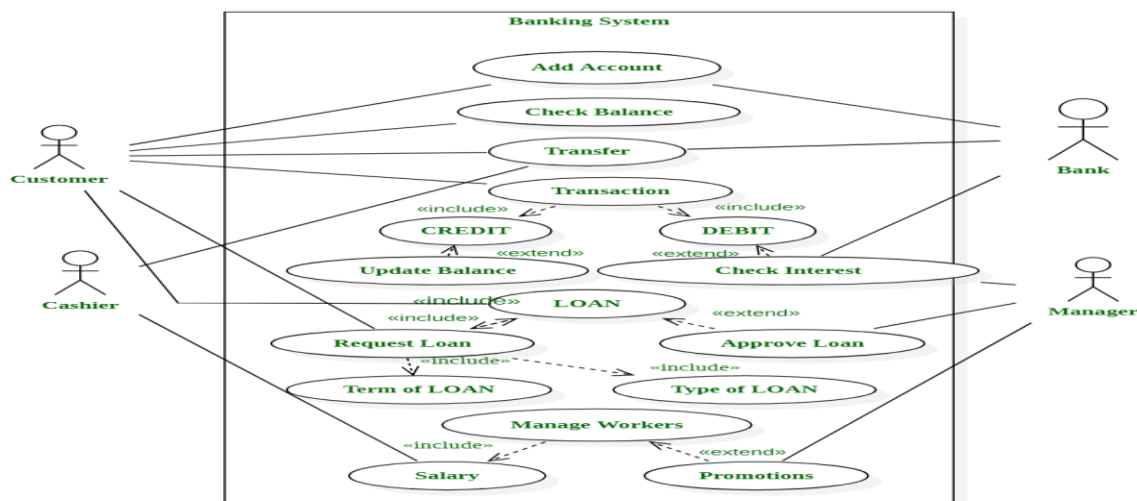 Banking System
Add Account
Check Balance
Transfer
Customer
Bank
Transaction
«include»
«include»
CREDIT
DEBIT
«extend»
«extend»
Update Balance
Check Interest
Cashier
LOAN
«include»
Manager
«include»
«extend»
Request Loan
Approve Loan
«include»
«include»
Term of LOAN
Type of LOAN
Manage Workers
«include»
«extend»
Salary
Promotions